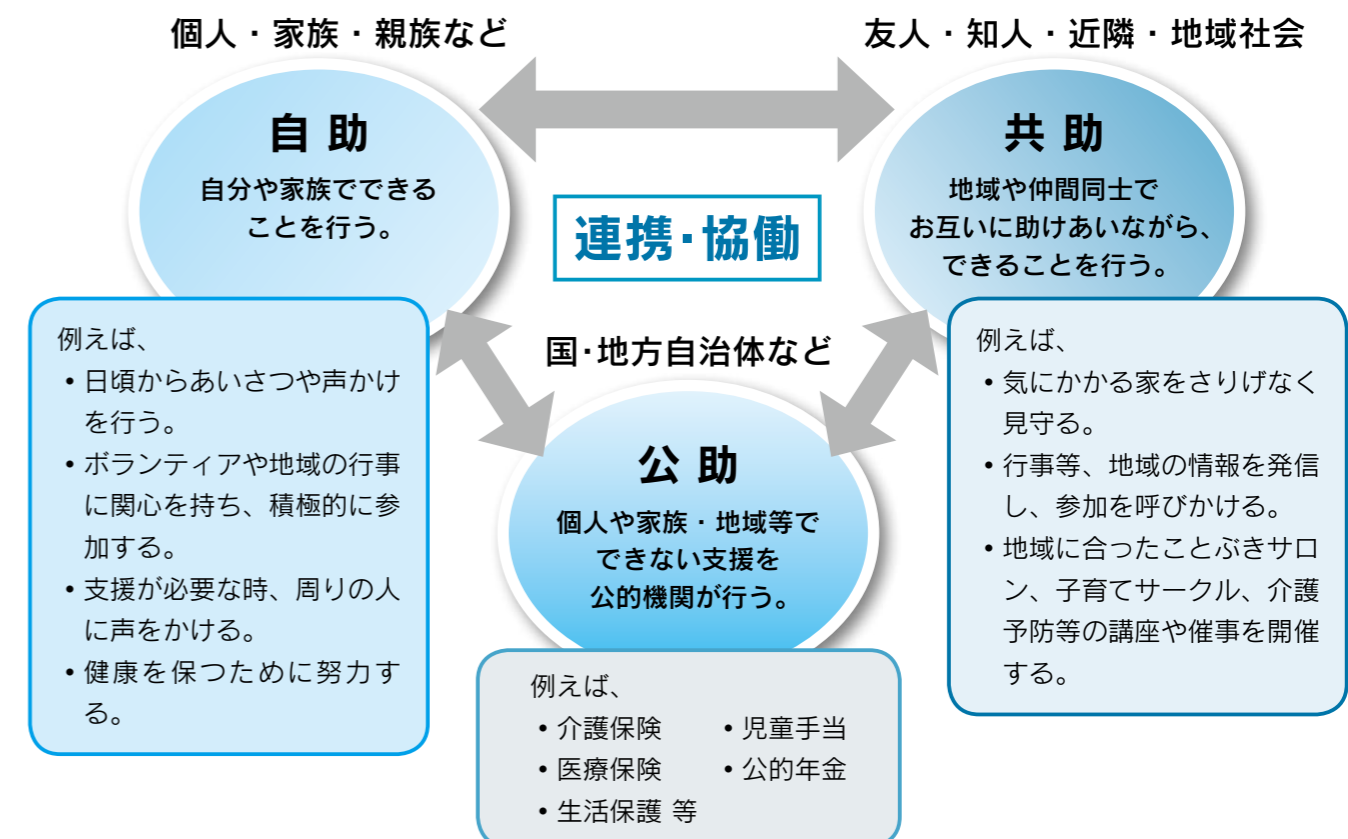 個人・家族・親族など
友人・知人・近隣・地域社会
自助
自分や家族でできる
ことを行う。
共助
地域や仲間同士で
お互いに助けあいながら、
できることを行う。
連携・協働
例えば、
•日頃からあいさつや声かけ
を行う。
•ボランティアや地域の行事
に関心を持ち、積極的に参
加する。
•支援が必要な時、周りの人
に声をかける。
•健康を保つために努力す
る。
国・地方自治体など
公助
個人や家族・地域等で
できない支援を
公的機関が行う。
例えば、
•気にかかる家をさりげなく
見守る。
•行事等、地域の情報を発信
し、参加を呼びかける。
•地域に合ったことぶきサロ
ン、子育てサークル、介護
予防等の講座や催事を開催
する。
例えば、
•介護保険 •児童手当
•医療保険 •公的年金
•生活保護 等